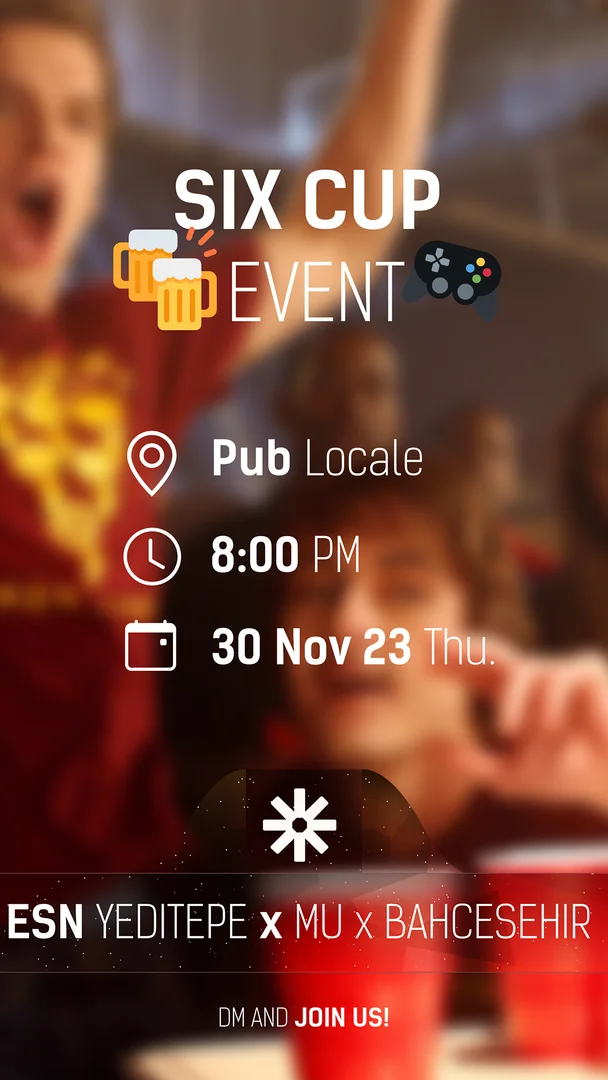 SIX CUP
EVENT
Pub Locale
8:00 PM
30 Nov 23 Thu.
ESN YEDITEPE x MU x BAHCESEHIR
DM AND JOIN US!